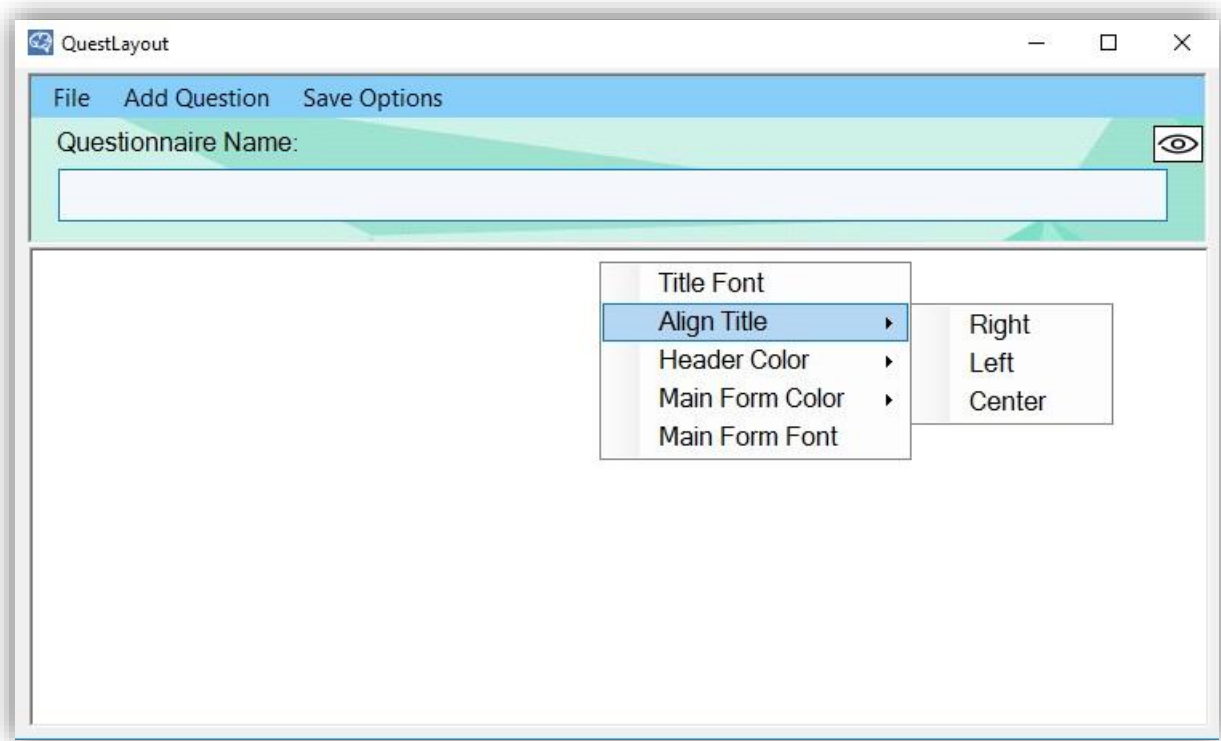 QuestLayout
File Add Question Save Options
Questionnaire Name:
Title Font
Align Title
Header Color
Main Form Color
Main Form Font
Right
Left
Center